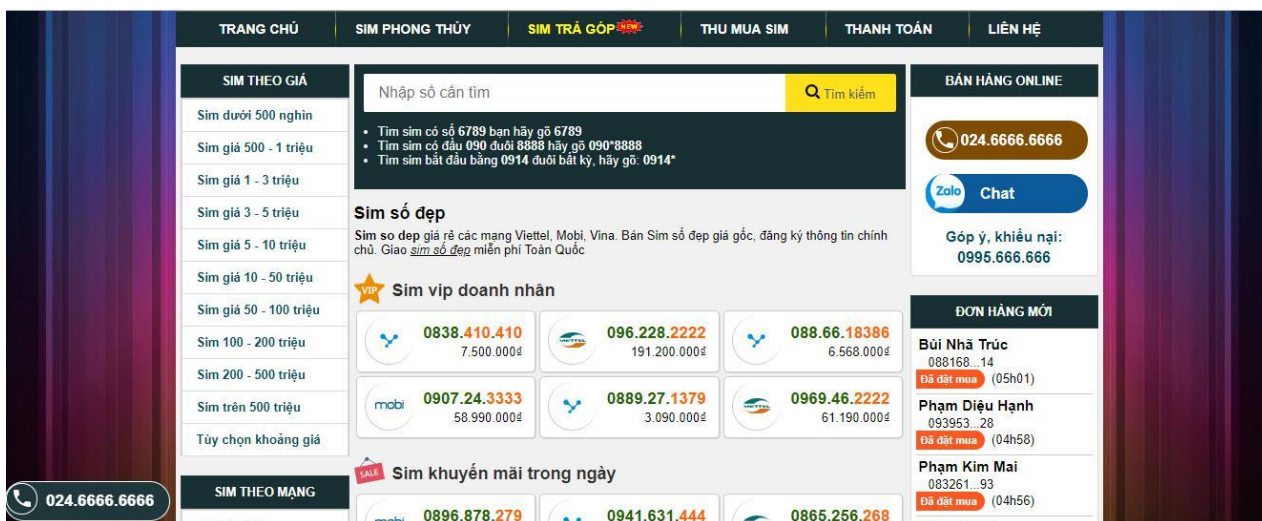 TRANG CHỦ
SIM PHONG THỦY
SIM TRẢ GÓP NEW
THU MUA SIM
THANH TOÁN
LIÊN HỆ
SIM THEO GIÁ
Sim dưới 500 nghìn
Sim giá 500 - 1 triệu
Sim giá 1 - 3 triệu
Sim giá 3 - 5 triệu
Sim giá 5 - 10 triệu
Sim giá 10 - 50 triệu
Sim giá 50 - 100 triệu
Sim 100 - 200 triệu
Sim 200 - 500 triệu
Sim trên 500 triệu
Tùy chọn khoảng giá
SIM THEO MẠNG
024.6666.6666
Nhập số cần tìm
Tìm kiếm
• Tìm sim có số 6789 bạn hãy gõ 6789
• Tìm sim có đầu 090 đuôi 8888 hãy gõ 090*8888
• Tìm sim bắt đầu bằng 0914 đuôi bất kỳ, hãy gõ: 0914*
Sim số đẹp
Sim so dep giá rẻ các mạng Viettel, Mobi, Vina. Bán Sim số đẹp giá gốc, đăng ký thông tin chính
chủ. Giao sim số đẹp miễn phí Toàn Quốc
VIP Sim vip doanh nhân
0838.410.410
7.500.000₫
VIETTEL
096.228.2222
191.200.000₫
088.66.18386
6.568.000₫
mobi
0907.24.3333
58.990.000₫
0889.27.1379
3.090.000₫
VIETTEL
0969.46.2222
61.190.000₫
SALE Sim khuyến mãi trong ngày
mobi
0896.878.279
0941.631.444
0865.256.268
BÁN HÀNG ONLINE
024.6666.6666
Zalo Chat
Góp ý, khiếu nại:
0995.666.666
ĐƠN HÀNG MỚI
Bùi Nhã Trúc
088168...14
Đã đặt mua (05h01)
Phạm Diệu Hạnh
093953...28
Đã đặt mua (04h58)
Phạm Kim Mai
083261...93
Đã đặt mua (04h56)